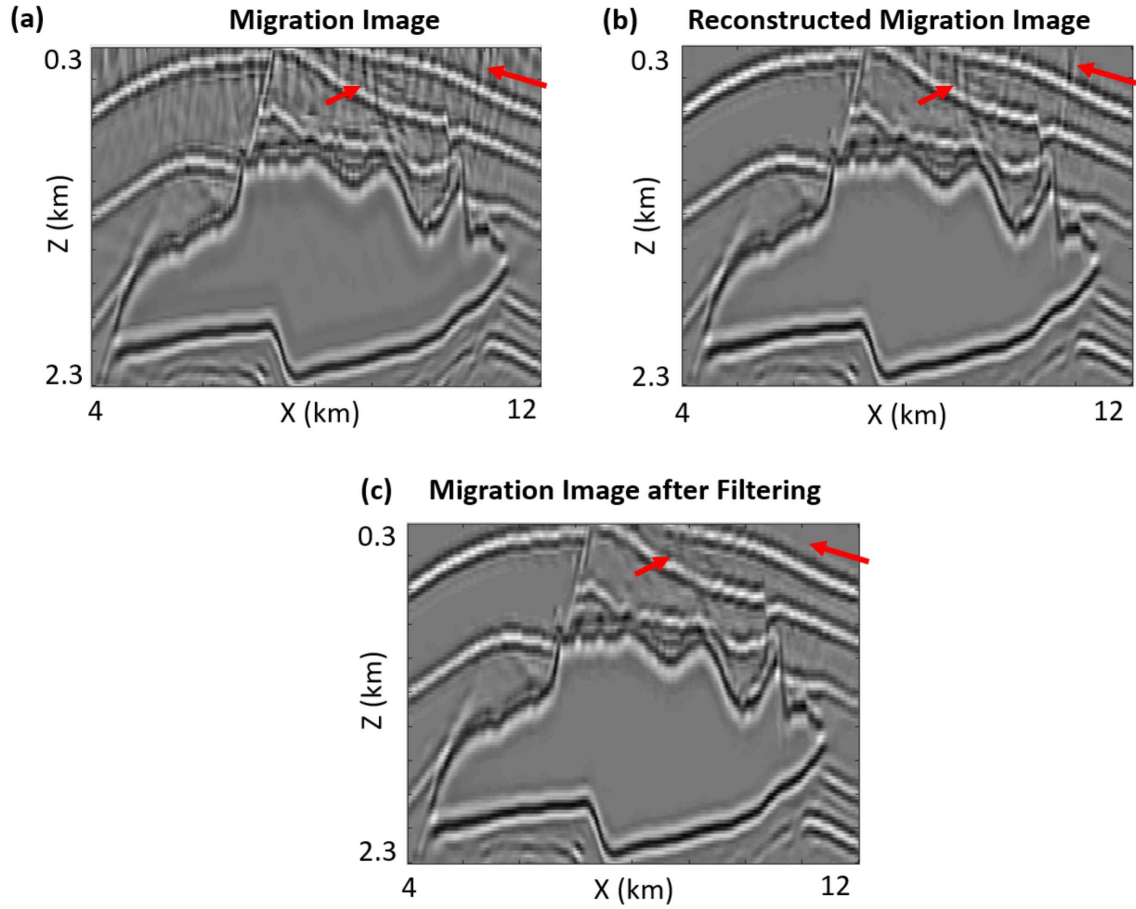 (a) Migration Image
(b) Reconstructed Migration Image
0.3
Z (km)
2.3
4 X (km) 12
0.3
Z (km)
2.3
4 X (km) 12
(c) Migration Image after Filtering
0.3
Z (km)
2.3
4 X (km) 12